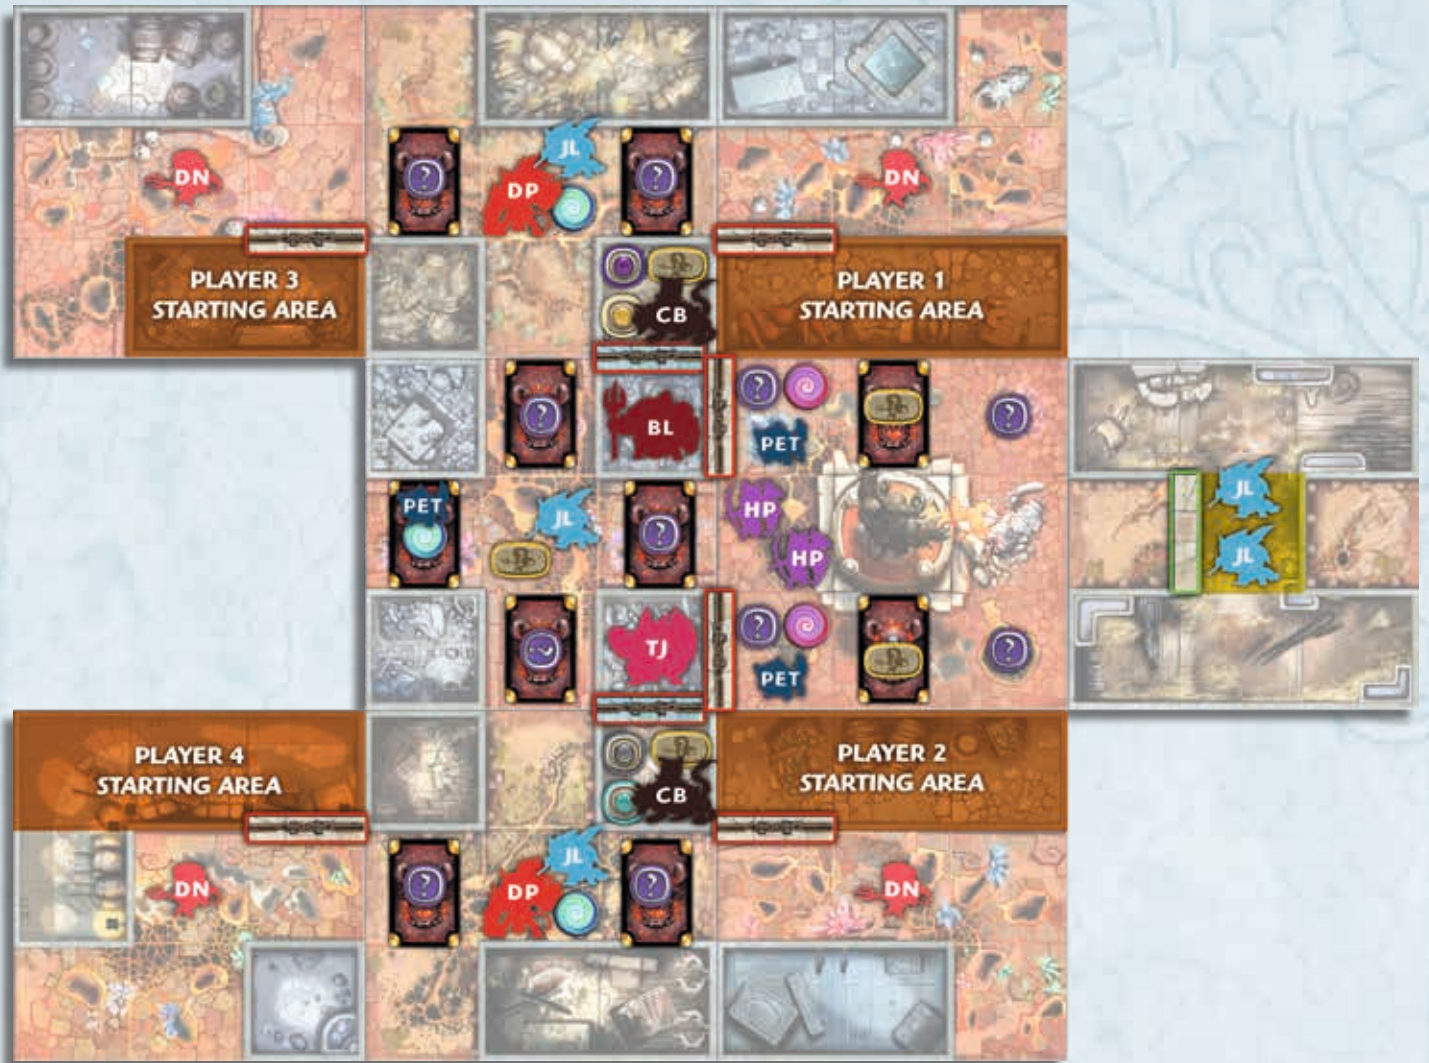 JL
DN
DP
DN
?
?
PLAYER 3
STARTING AREA
CB
PLAYER 1
STARTING AREA
?
BL
?
PET
?
PET
JL
?
HP
HP
JL
JL
?
TJ
?
PET
?
PLAYER 4
STARTING AREA
CB
PLAYER 2
STARTING AREA
JL
DN
?
DP
?
DN